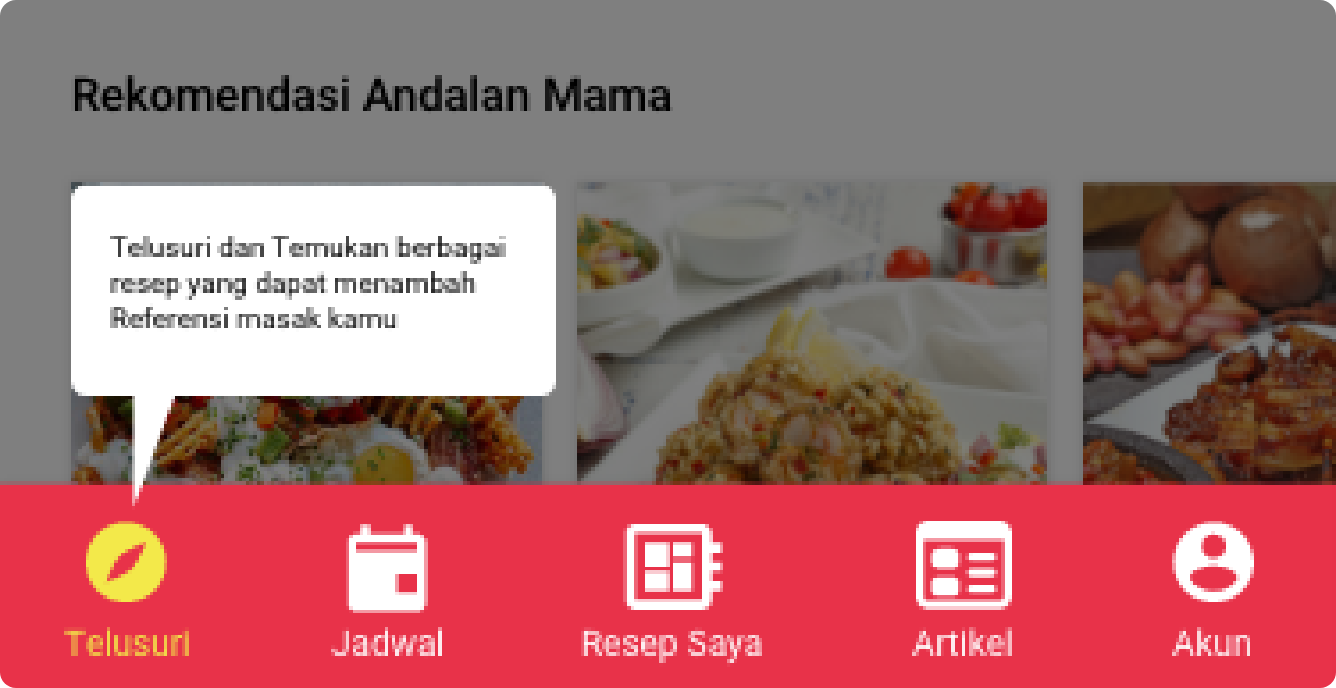 Rekomendasi Andalan Mama
Telusuri dan Temukan berbagai
resep yang dapat menambah
Referensi masak kamu
Telusuri
Jadwal
Resep Saya
Artikel
Akun